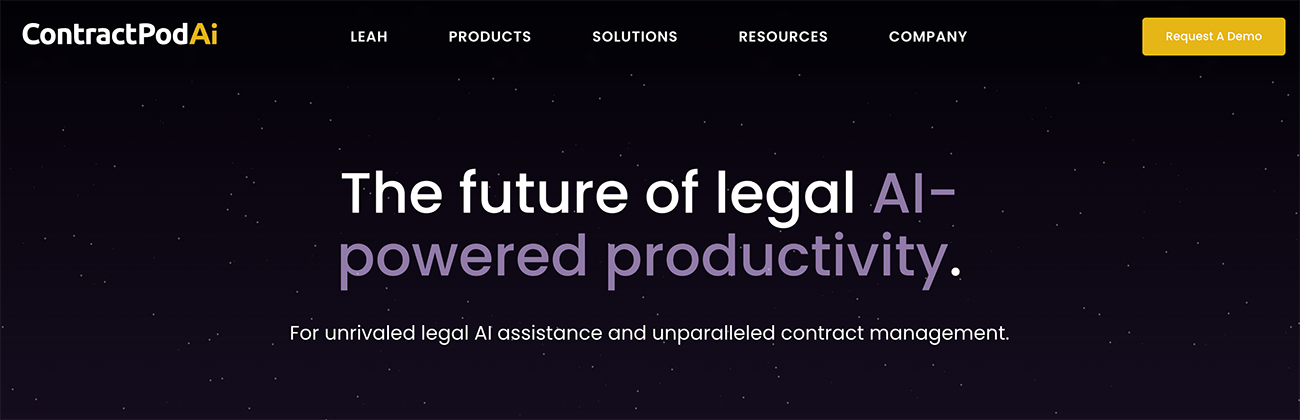 ContractPodAi
LEAH
PRODUCTS
SOLUTIONS
RESOURCES
COMPANY
Request A Demo
The future of legal AI-
powered productivity.
For unrivaled legal AI assistance and unparalleled contract management.